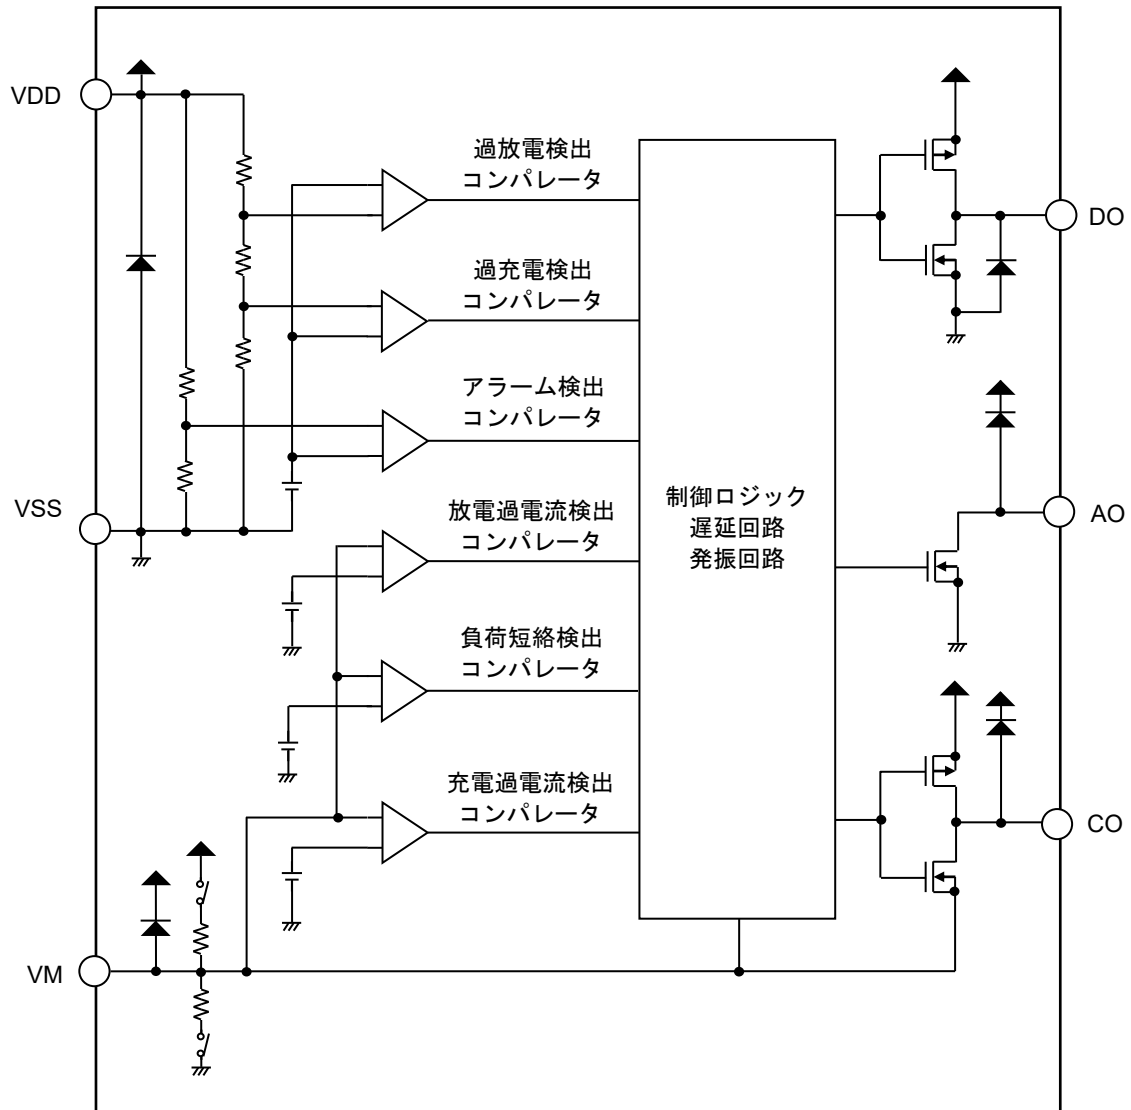 VDD
過放電検出
コンパレータ
DO
過充電検出
コンパレータ
アラーム検出
コンパレータ
VSS
放電過電流検出
コンパレータ
制御ロジック
遅延回路
発振回路
AO
負荷短絡検出
コンパレータ
充電過電流検出
コンパレータ
CO
VM